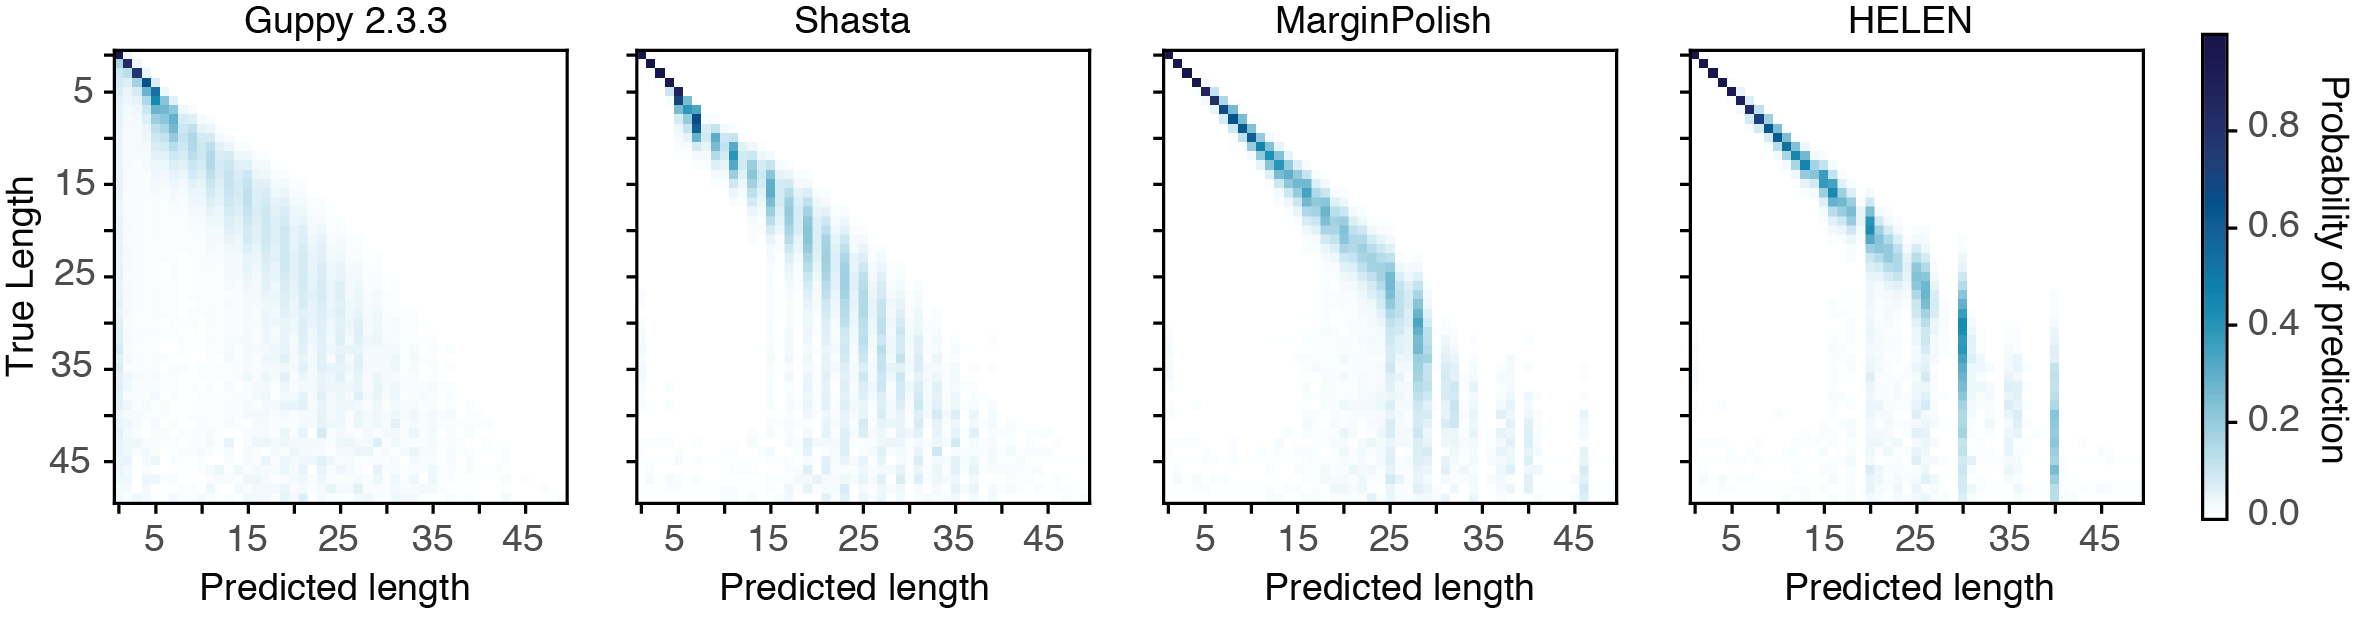 Guppy 2.3.3
Shasta
MarginPolish
HELEN
True Length
5
15
25
35
45
5 15 25 35 45
5 15 25 35 45
5 15 25 35 45
5 15 25 35 45
Predicted length
Predicted length
Predicted length
Predicted length
0.8
0.6
0.4
0.2
0.0
Probability of prediction